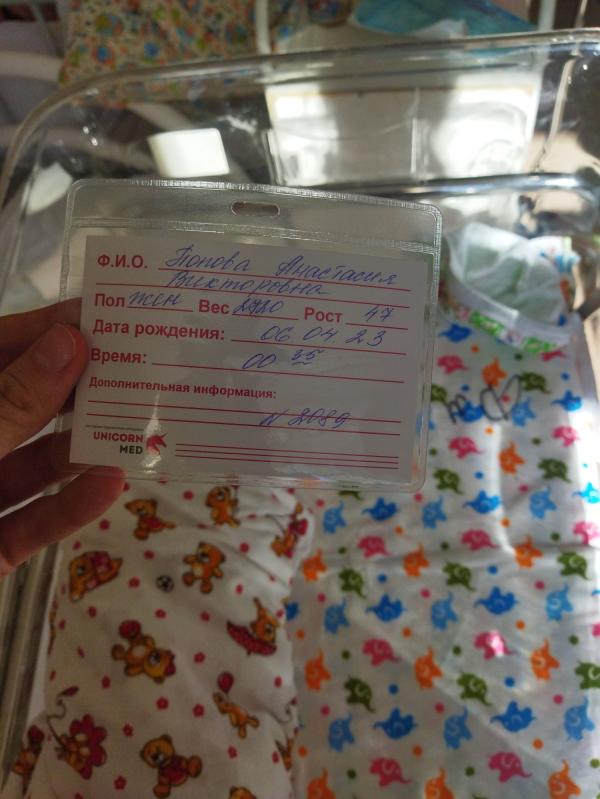 Ф.И.О. Попова Анастасия
Викторовна
Пол жен Вес 2720 Рост 47
Дата рождения: 06 04 23
Время: 00 35
Дополнительная информация:
N 2089
UNICORN
MED